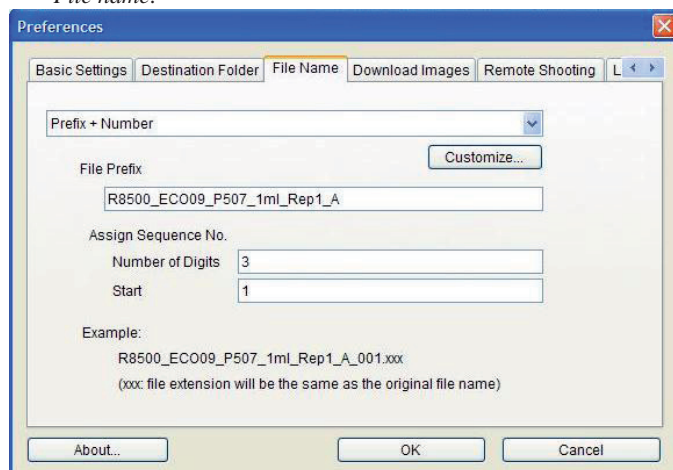 File name:
Preferences
Basic Settings Destination Folder File Name Download Images Remote Shooting L
Prefix + Number
Customize...
File Prefix
R8500_ECO09_P507_1ml_Rep1_A
Assign Sequence No.
Number of Digits 3
Start 1
Example:
R8500_ECO09_P507_1ml_Rep1_A_001.xxx
(xxx: file extension will be the same as the original file name)
About... OK Cancel